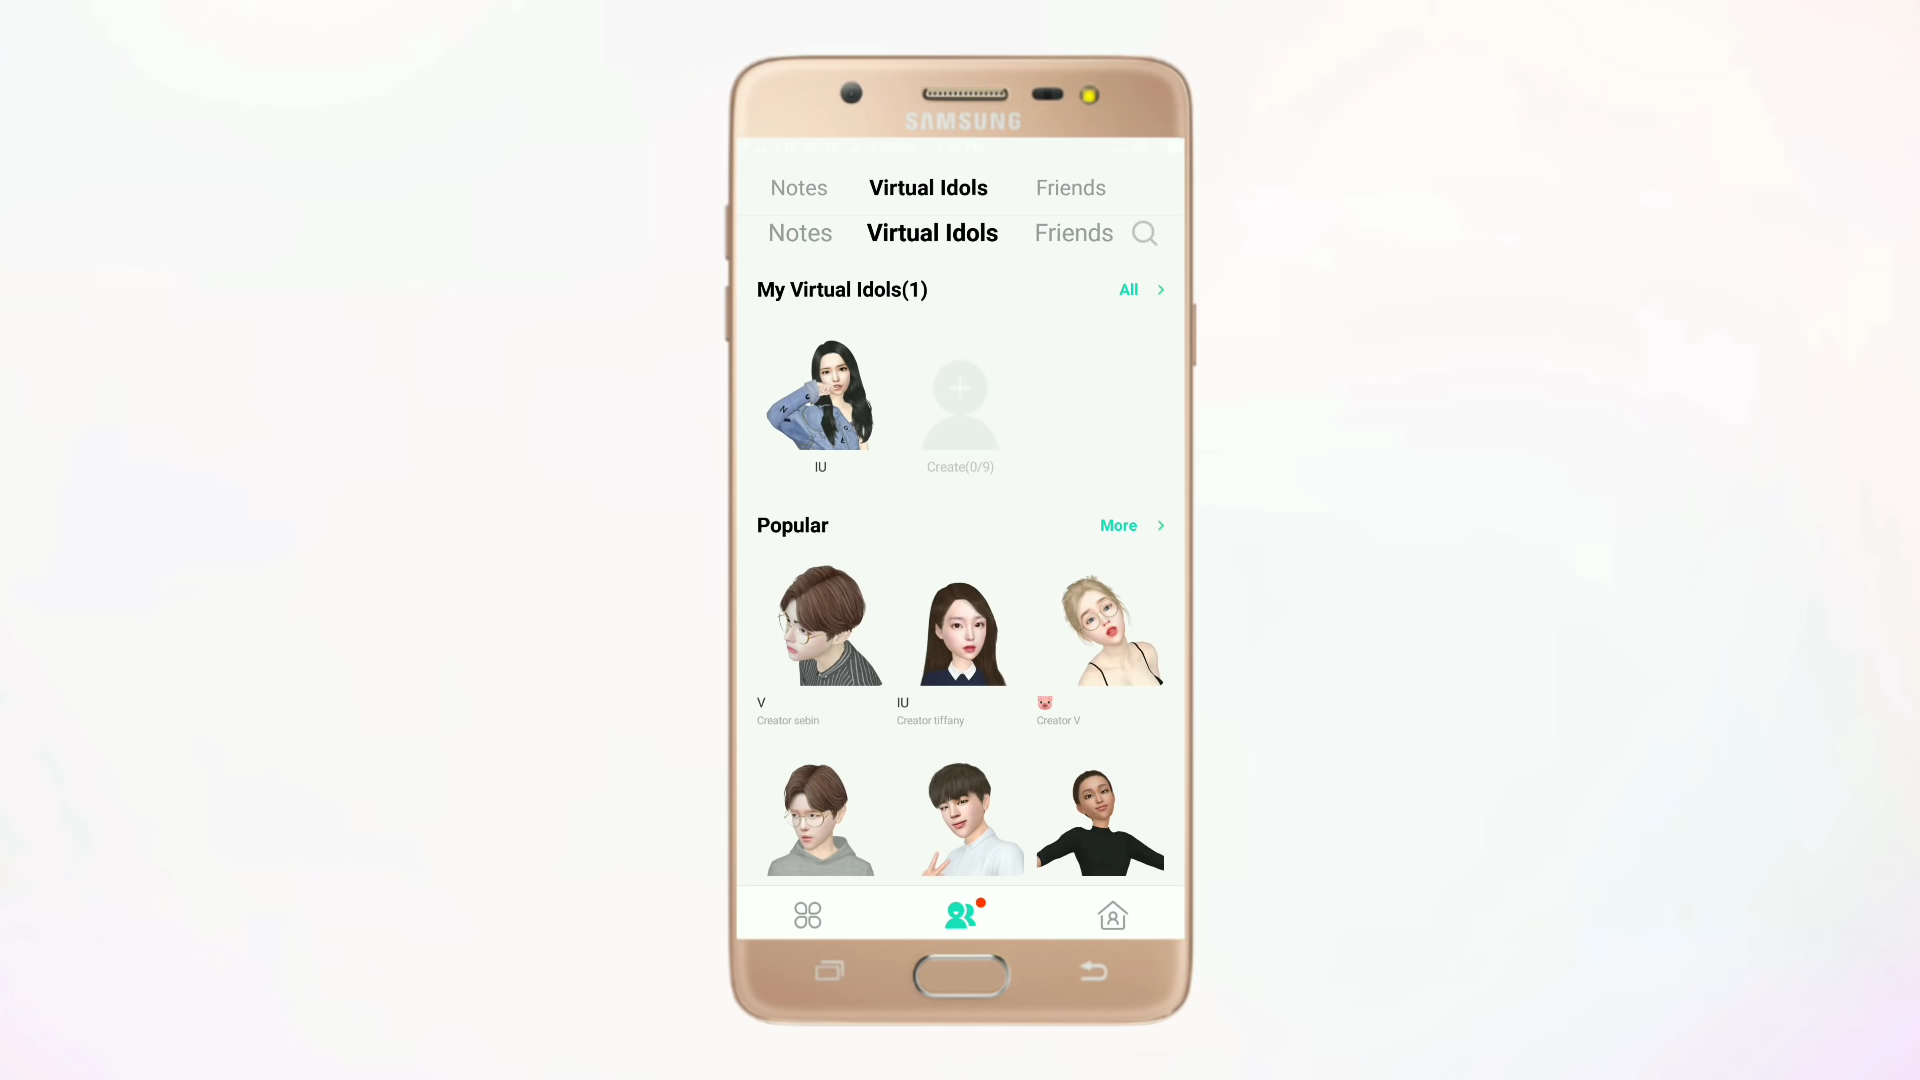 SAMSUNG
Notes Virtual Idols Friends
Notes Virtual Idols Friends
My Virtual Idols(1) All >
IU Create(0/9)
Popular More >
V IU
Creator sebin Creator tiffany Creator V